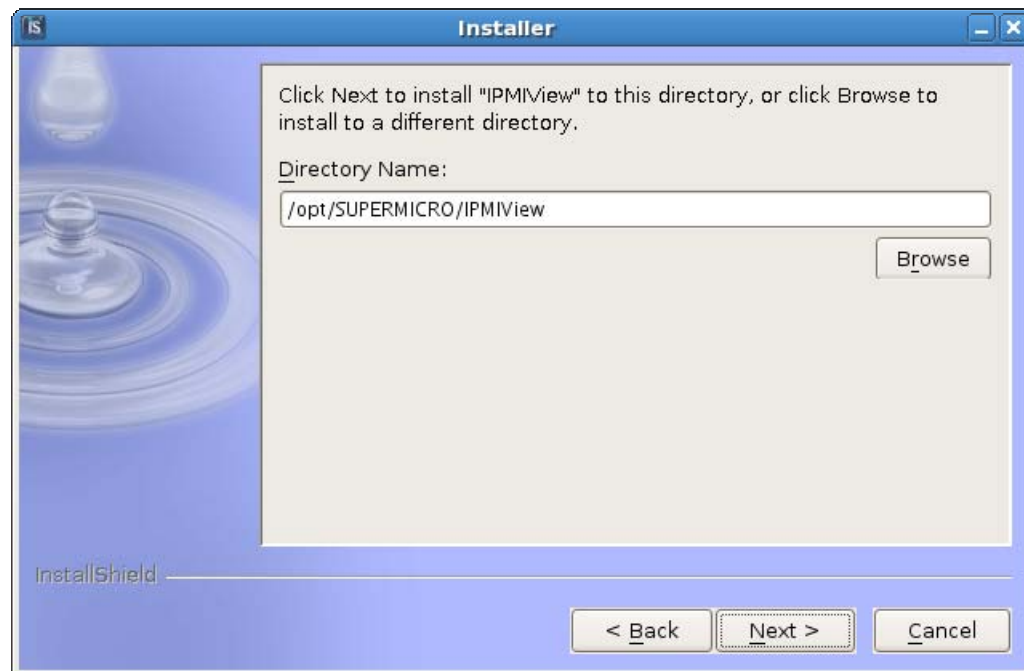 IS
Installer
Click Next to install "IPMIView" to this directory, or click Browse to
install to a different directory.
Directory Name:
/opt/SUPERMICRO/IPMIView
Browse
InstallShield
< Back
Next >
Cancel